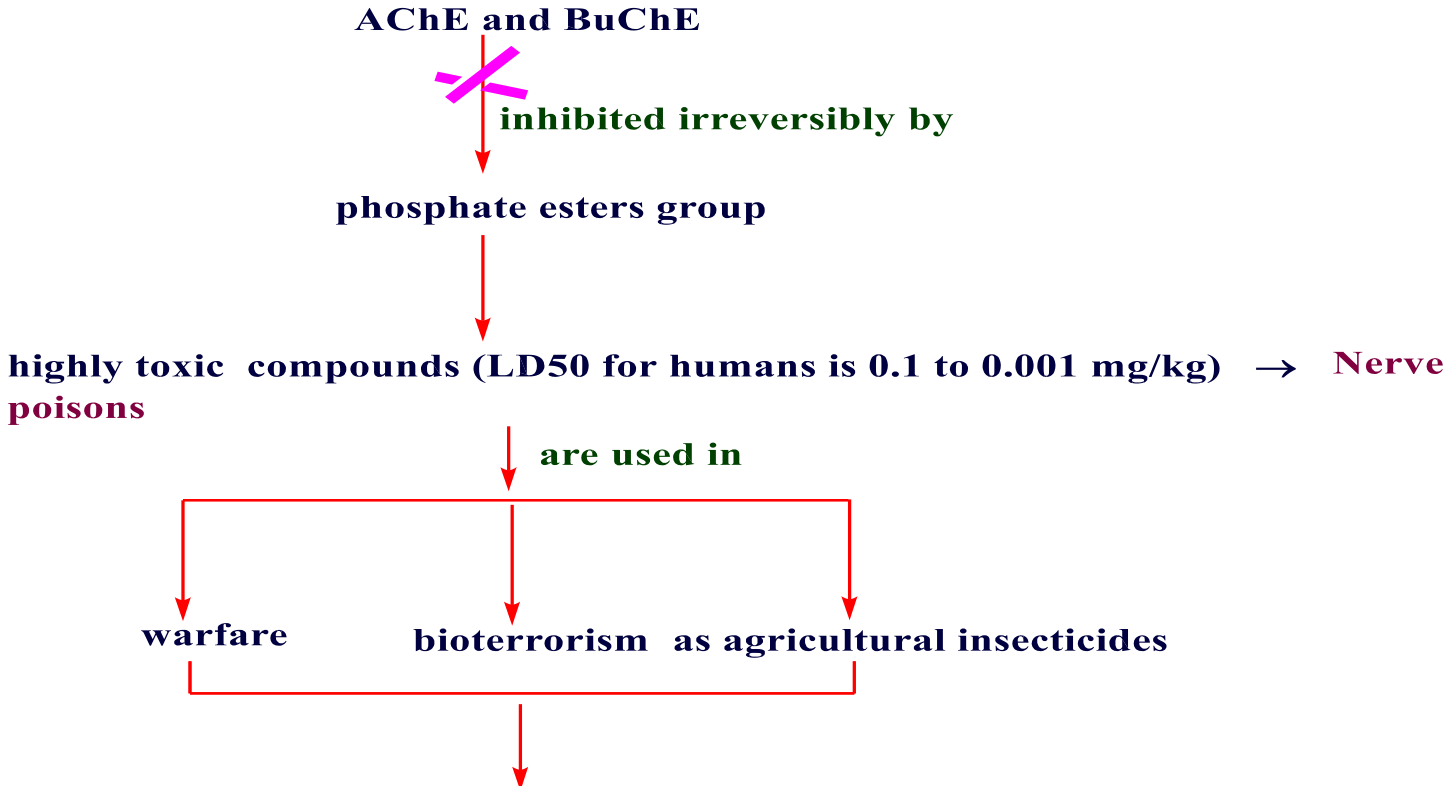 AChE and BuChE
inhibited irreversibly by
phosphate esters group
highly toxic compounds (LD50 for humans is 0.1 to 0.001 mg/kg) → Nerve
poisons
are used in
warfare bioterrorism as agricultural insecticides